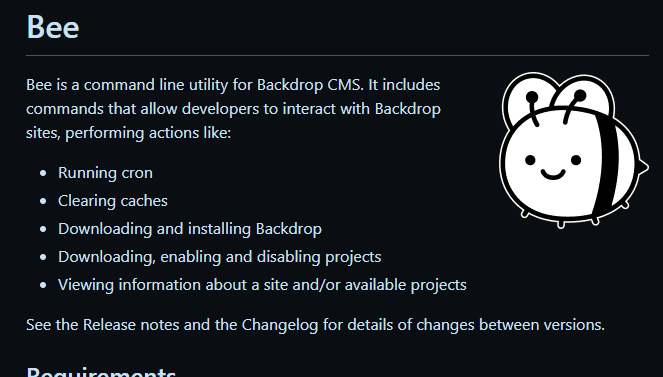 Bee
Bee is a command line utility for Backdrop CMS. It includes
commands that allow developers to interact with Backdrop
sites, performing actions like:
Running cron
Clearing caches
Downloading and installing Backdrop
Downloading, enabling and disabling projects
Viewing information about a site and/or available projects
See the Release notes and the Changelog for details of changes between versions.
Requirements